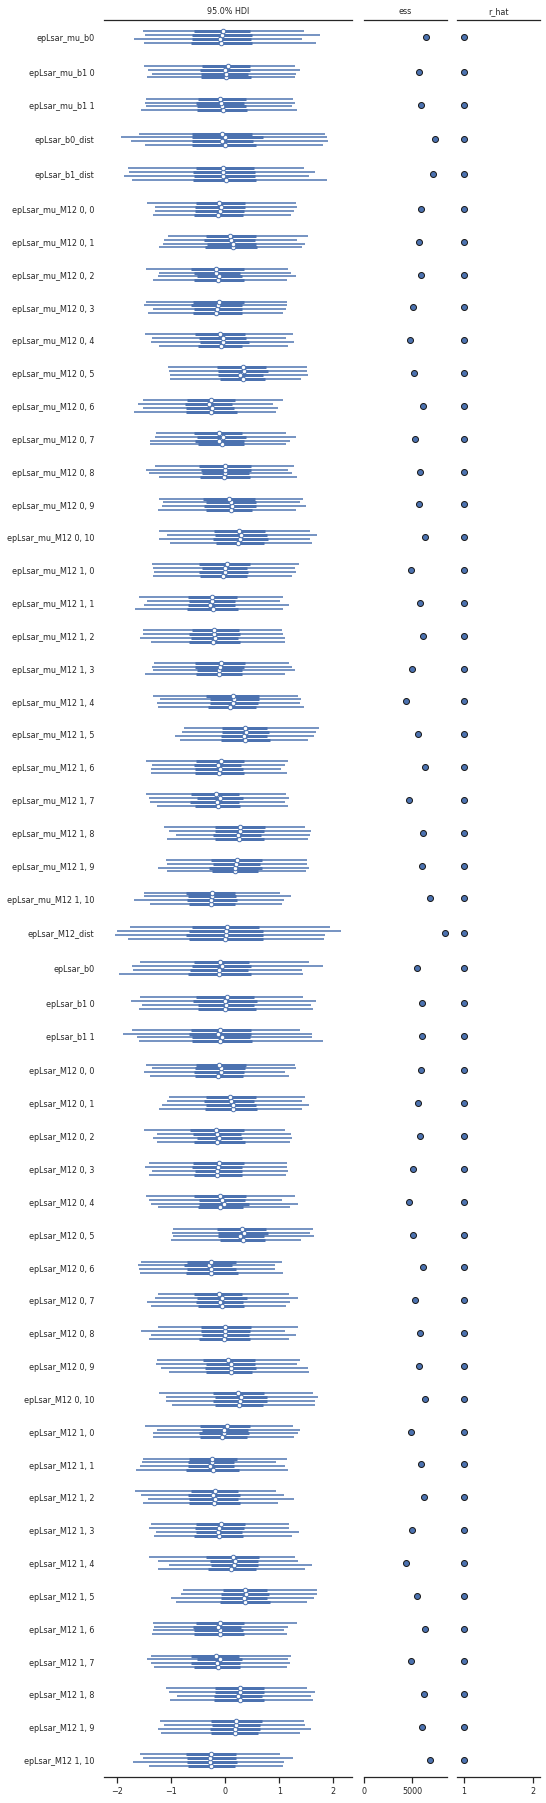 95.0% HDI ess r_hat
epLsar_mu_b0
epLsar_mu_b1 0
epLsar_mu_b1 1
epLsar_b0_dist
epLsar_b1_dist
epLsar_mu_M12 0, 0
epLsar_mu_M12 0, 1
epLsar_mu_M12 0, 2
epLsar_mu_M12 0, 3
epLsar_mu_M12 0, 4
epLsar_mu_M12 0, 5
epLsar_mu_M12 0, 6
epLsar_mu_M12 0, 7
epLsar_mu_M12 0, 8
epLsar_mu_M12 0, 9
epLsar_mu_M12 0, 10
epLsar_mu_M12 1, 0
epLsar_mu_M12 1, 1
epLsar_mu_M12 1, 2
epLsar_mu_M12 1, 3
epLsar_mu_M12 1, 4
epLsar_mu_M12 1, 5
epLsar_mu_M12 1, 6
epLsar_mu_M12 1, 7
epLsar_mu_M12 1, 8
epLsar_mu_M12 1, 9
epLsar_mu_M12 1, 10
epLsar_M12_dist
epLsar_b0
epLsar_b1 0
epLsar_b1 1
epLsar_M12 0, 0
epLsar_M12 0, 1
epLsar_M12 0, 2
epLsar_M12 0, 3
epLsar_M12 0, 4
epLsar_M12 0, 5
epLsar_M12 0, 6
epLsar_M12 0, 7
epLsar_M12 0, 8
epLsar_M12 0, 9
epLsar_M12 0, 10
epLsar_M12 1, 0
epLsar_M12 1, 1
epLsar_M12 1, 2
epLsar_M12 1, 3
epLsar_M12 1, 4
epLsar_M12 1, 5
epLsar_M12 1, 6
epLsar_M12 1, 7
epLsar_M12 1, 8
epLsar_M12 1, 9
epLsar_M12 1, 10
−2 −1 0 1 2 0 5000 1 2